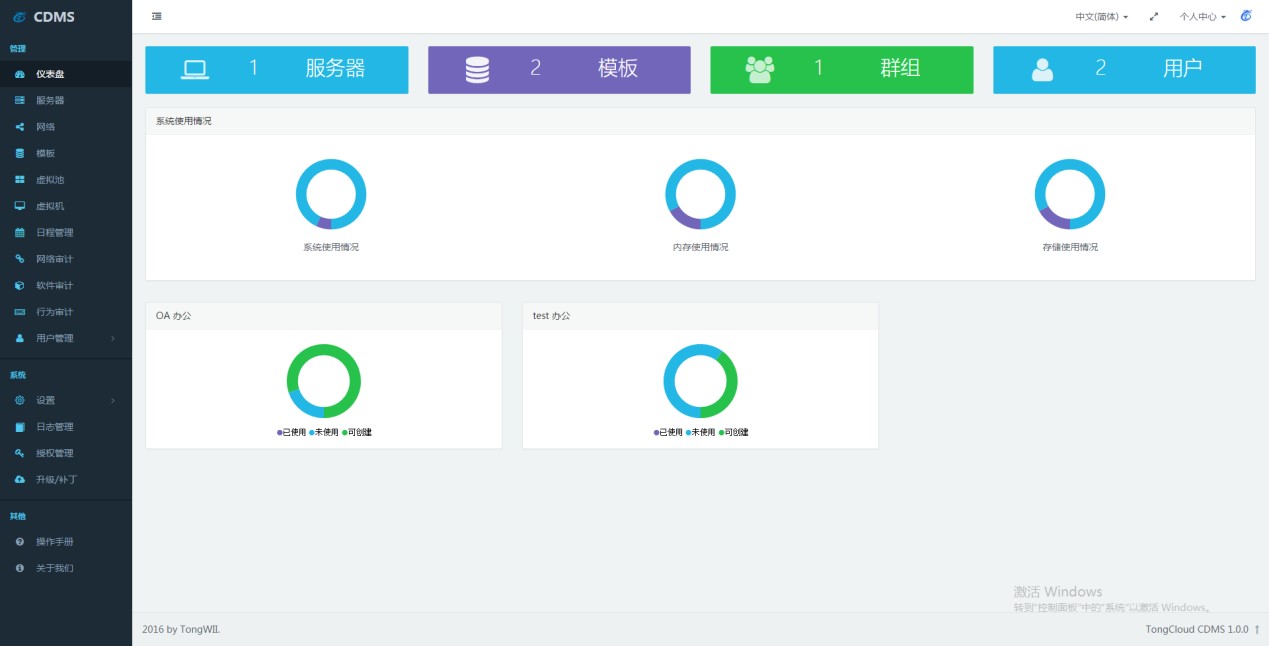 CDMS
管理
仪表盘
服务器
网络
模板
虚拟池
虚拟机
日程管理
网络审计
软件审计
行为审计
用户管理
系统
设置
日志管理
授权管理
升级/补丁
其他
操作手册
关于我们
中文(简体) 个人中心
1 服务器 2 模板 1 群组 2 用户
系统使用情况
系统使用情况 内存使用情况 存储使用情况
OA 办公 test 办公
已使用 未使用 可创建 已使用 未使用 可创建
激活 Windows
转到"控制面板"中的"系统"以激活 Windows。
2016 by TongWII. TongCloud CDMS 1.0.0